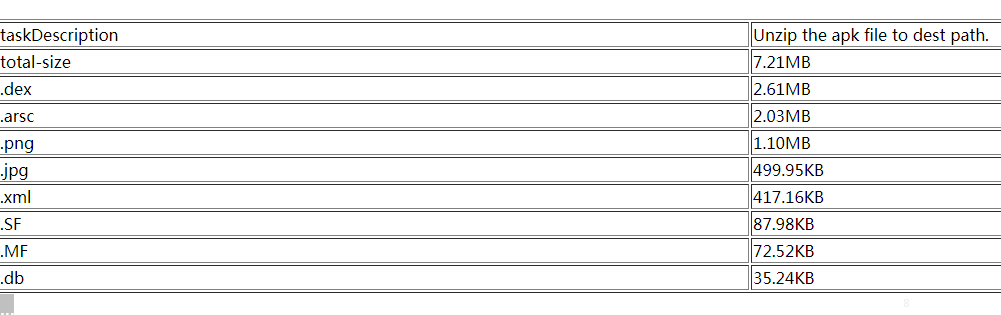 taskDescription Unzip the apk file to dest path.
total-size 7.21MB
.dex 2.61MB
.arsc 2.03MB
.png 1.10MB
.jpg 499.95KB
.xml 417.16KB
.SF 87.98KB
.MF 72.52KB
.db 35.24KB
8